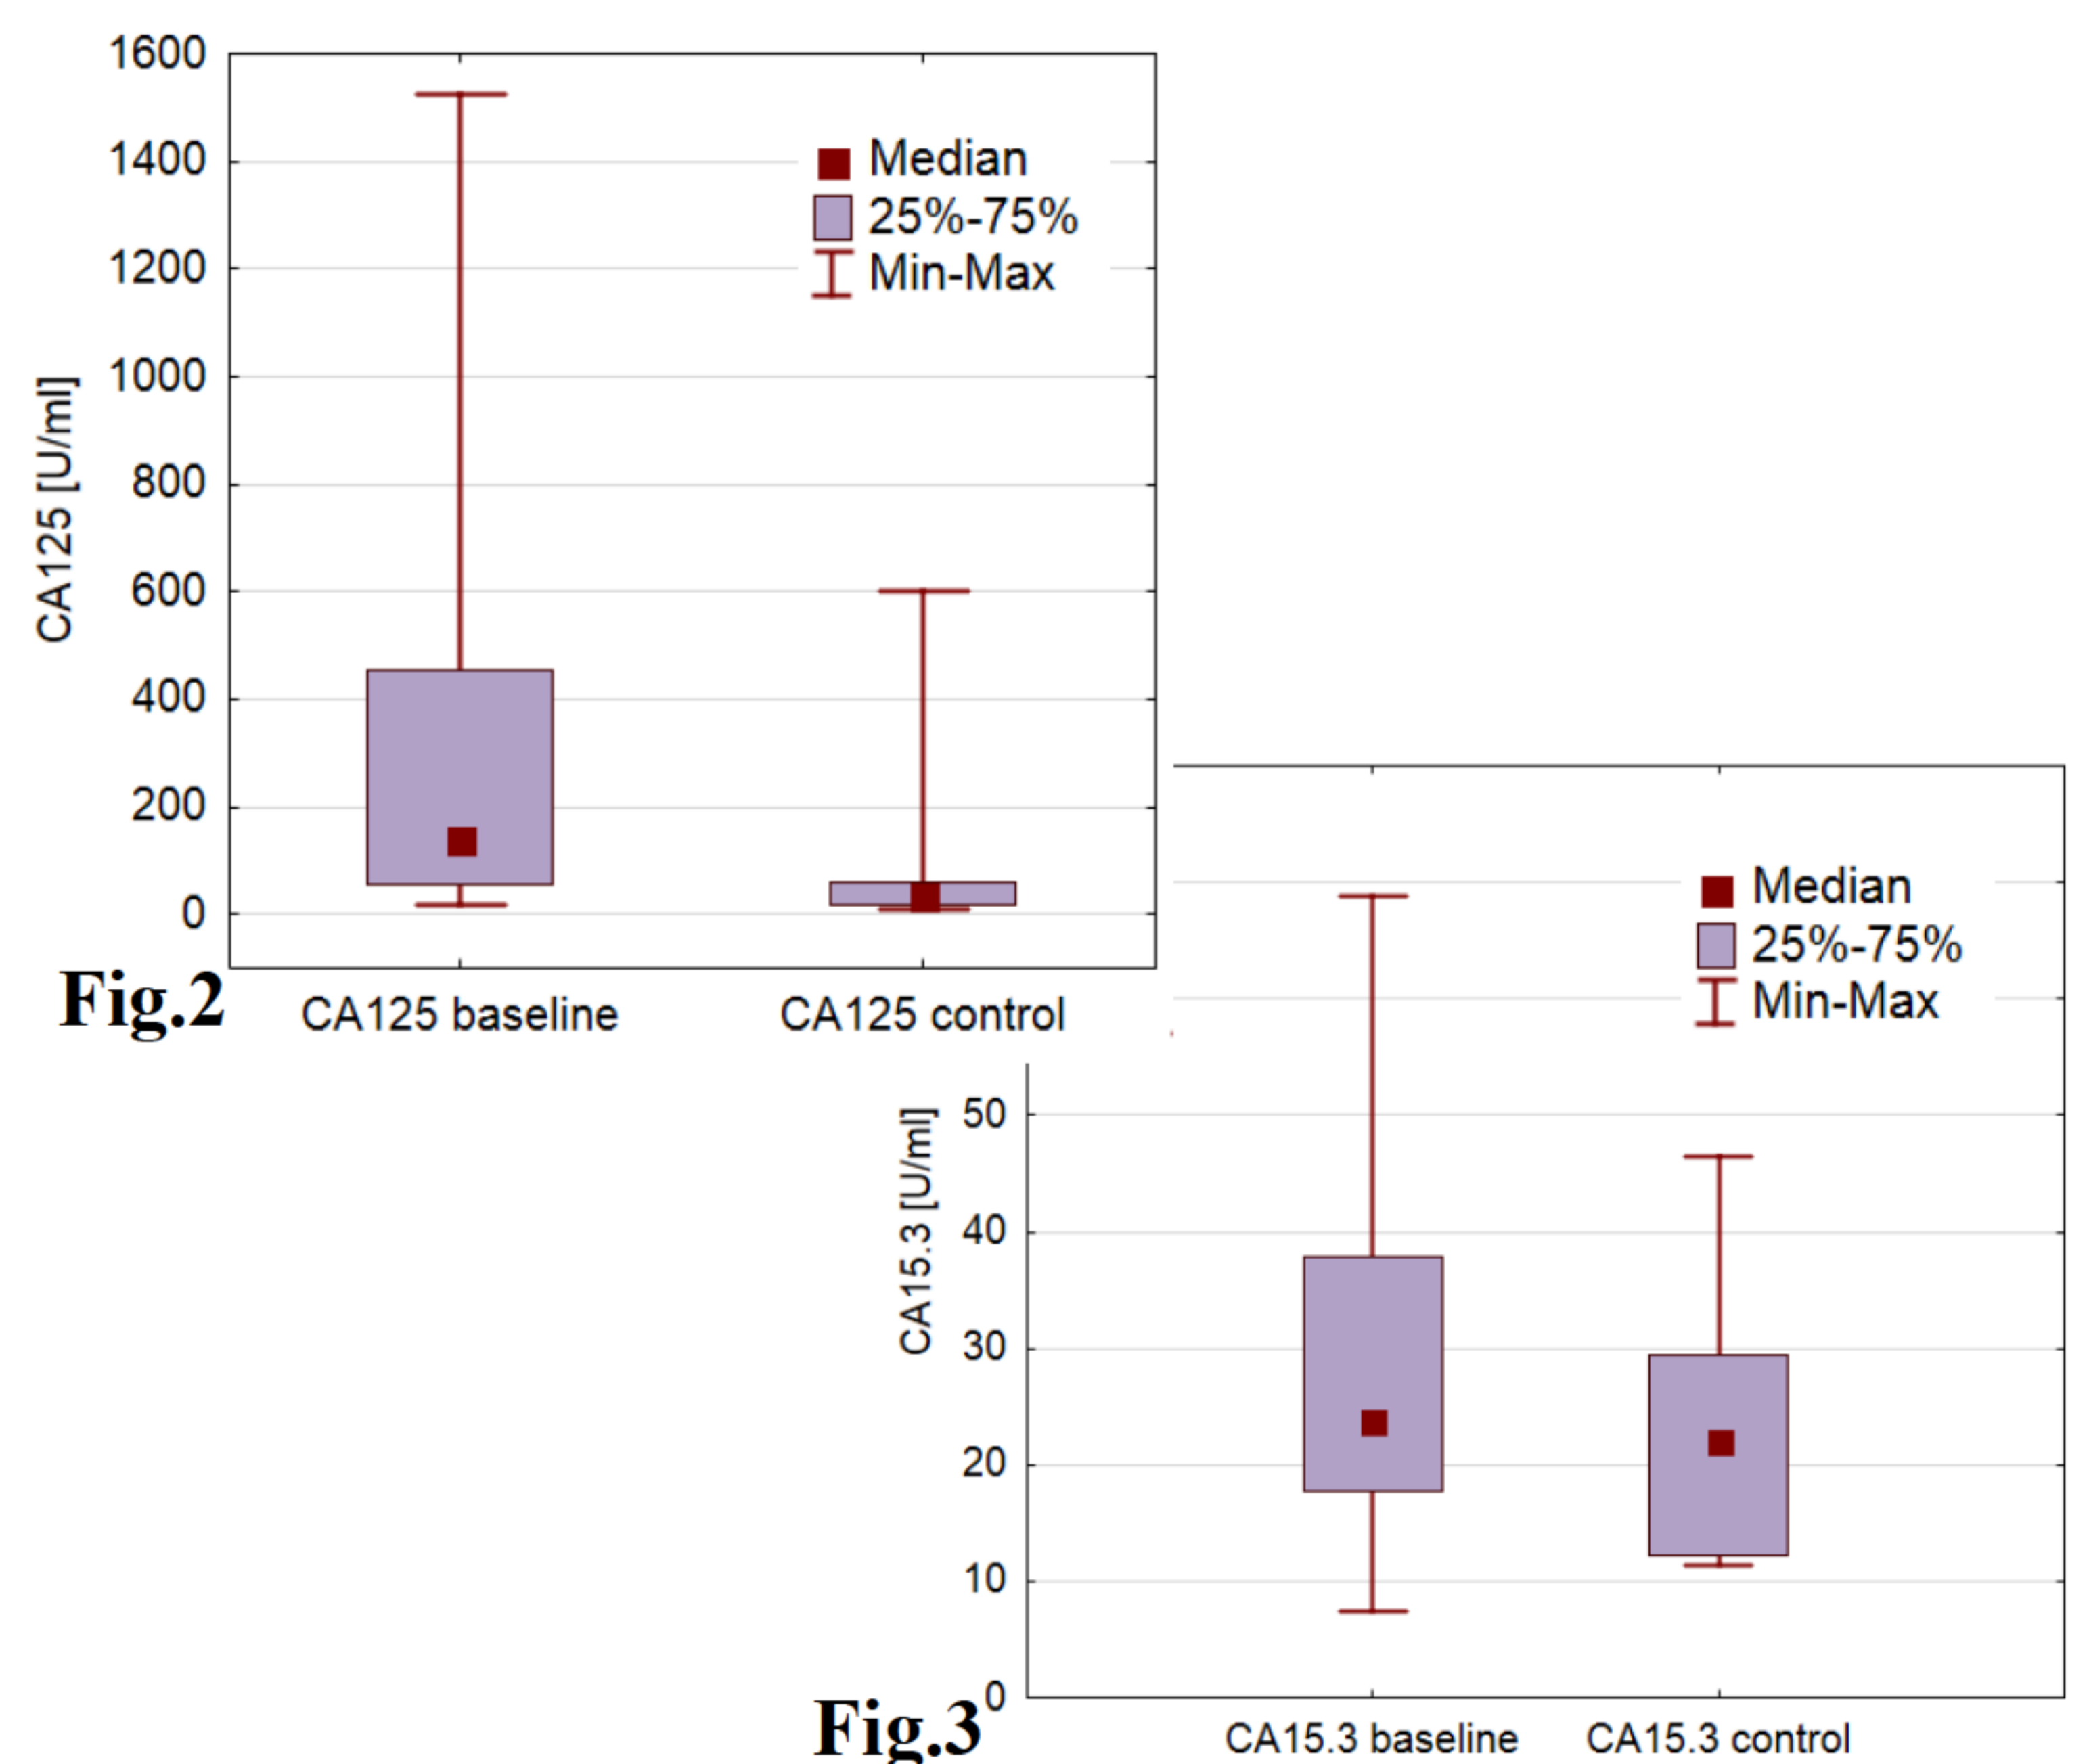 1600
1400
1200
1000
800
600
400
200
0
CA125 [U/ml]
Median
25%-75%
Min-Max
CA125 baseline
CA125 control
Fig.2
50
40
30
20
10
0
CA15.3 [U/ml]
Median
25%-75%
Min-Max
CA15.3 baseline
CA15.3 control
Fig.3